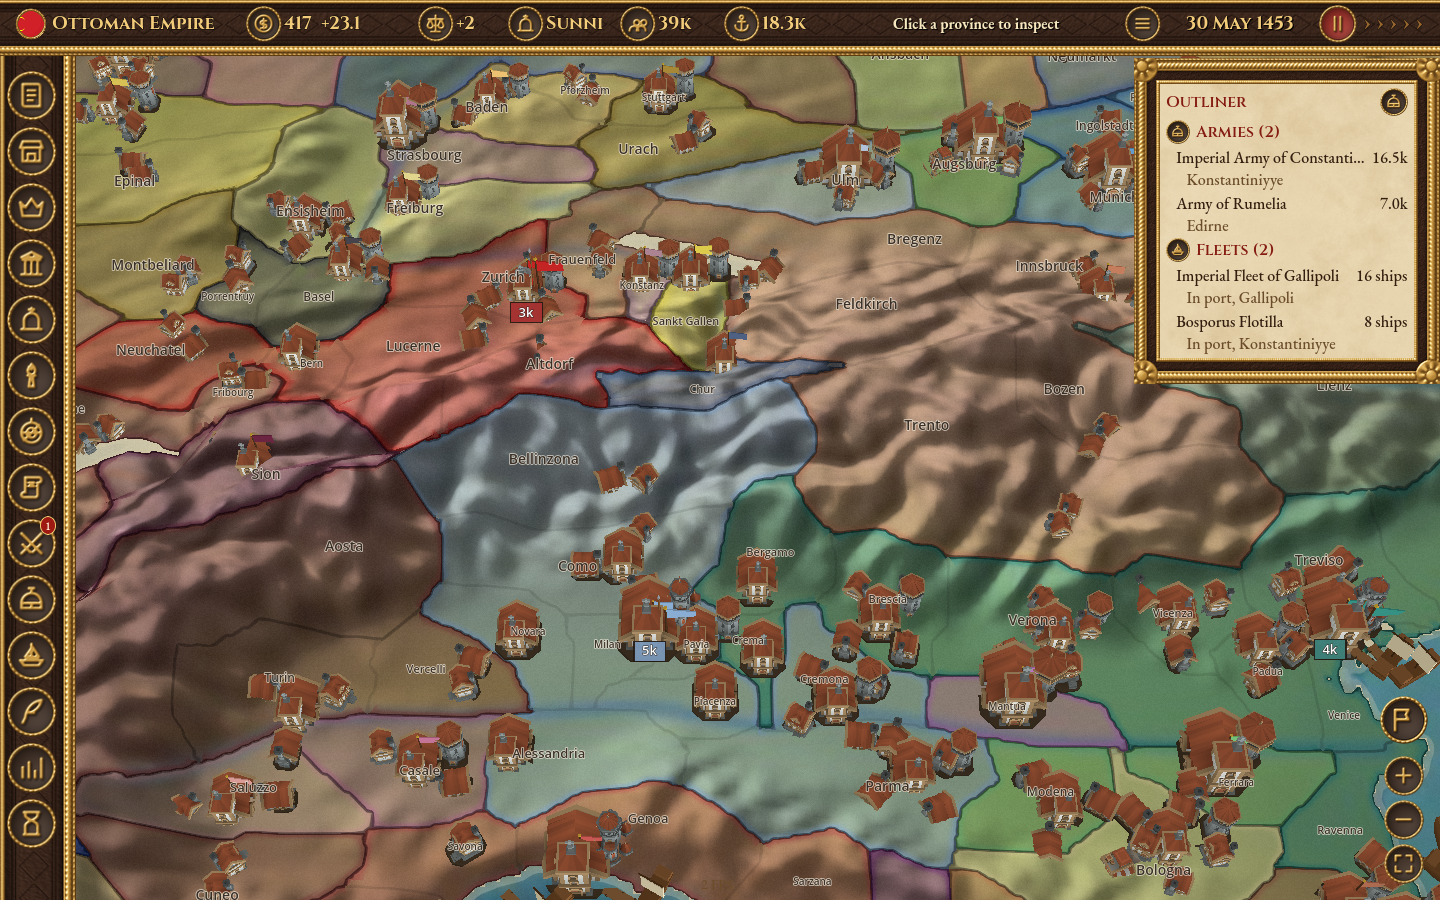 OTTOMAN EMPIRE
417 +23.1
+2
SUNNI
39K
18.3K
Click a province to inspect
30 MAY 1453
OUTLINER
ARMIES (2)
Imperial Army of Constanti... 16.5k
Konstantiniyye
Army of Rumelia 7.0k
Edirne
FLEETS (2)
Imperial Fleet of Gallipoli 16 ships
In port, Gallipoli
Bosporus Flotilla 8 ships
In port, Konstantiniyye
1
Ansbach
Neumarkt
Baden
Pforzheim
Stuttgart
Ingolstadt
Strasbourg
Urach
Augsburg
Epinal
Ulm
Munich
Ensisheim
Freiburg
Bregenz
Montbeliard
Zurich
Frauenfeld
Innsbruck
Porrentruy
Basel
Konstanz
Feldkirch
3k
Sankt Gallen
Neuchatel
Lucerne
Bern
Altdorf
Fribourg
Chur
Bozen
Lienz
Trento
Bellinzona
Sion
Aosta
Como
Bergamo
Treviso
Brescia
Novara
Milan
Pavia
Crema
Verona
Vicenza
5k
4k
Vercelli
Turin
Cremona
Padua
Piacenza
Mantua
Venice
Alessandria
Casale
Saluzzo
Parma
Modena
Ferrara
Genoa
Savona
Ravenna
Bologna
Sarzana
Cuneo